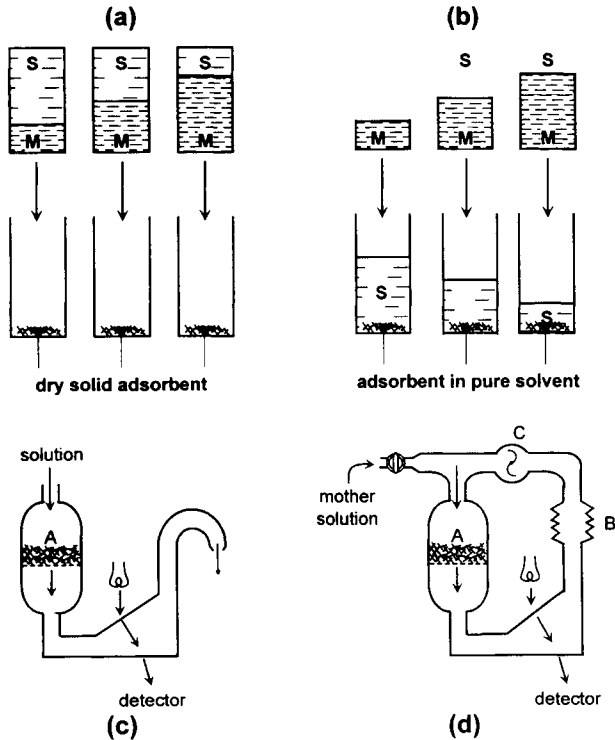 (a)
S S S
M M M
dry solid adsorbent
(b)
S S
M M M
S S
adsorbent in pure solvent
solution
A
detector
(c)
C
mother
solution
A
B
detector
(d)